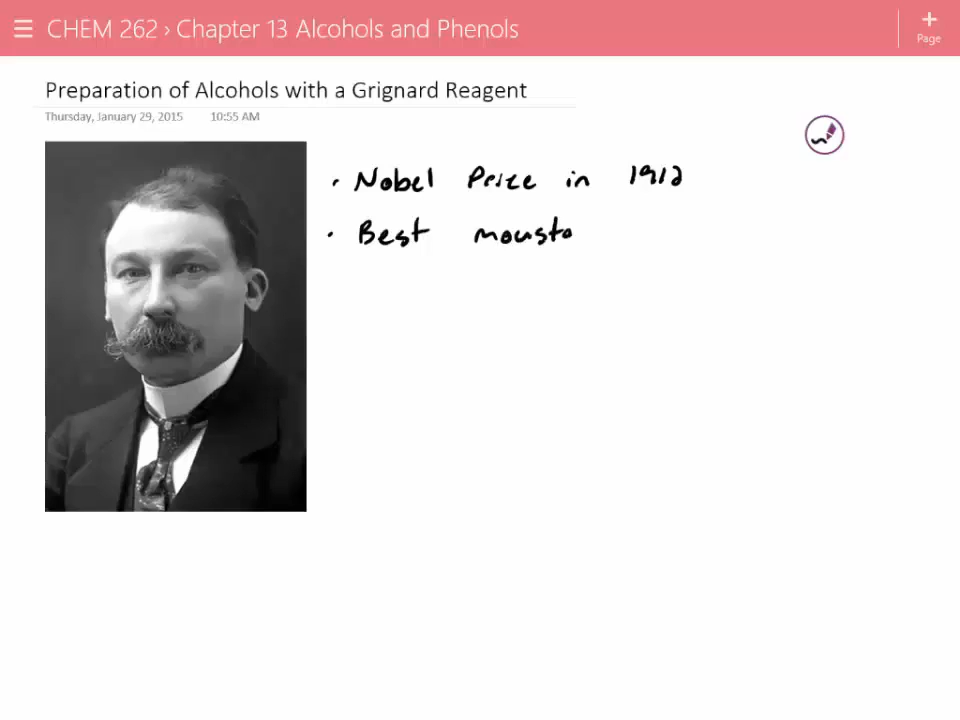 CHEM 262 › Chapter 13 Alcohols and Phenols
Page
Preparation of Alcohols with a Grignard Reagent
Thursday, January 29, 2015 10:55 AM
· Nobel Prize in 1912
· Best mousta